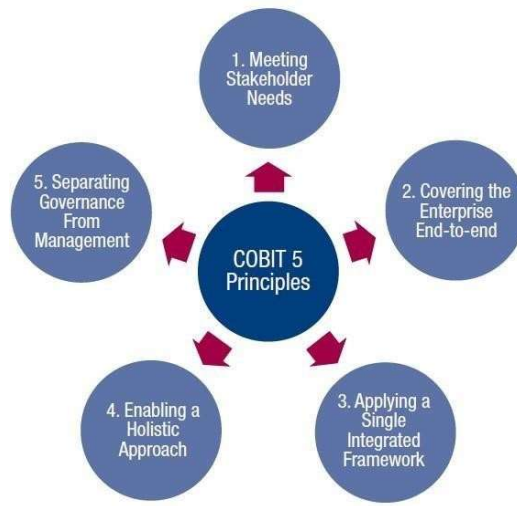 1. Meeting
Stakeholder
Needs
2. Covering the
Enterprise
End-to-end
3. Applying a
Single
Integrated
Framework
4. Enabling a
Holistic
Approach
5. Separating
Governance
From
Management
COBIT 5
Principles